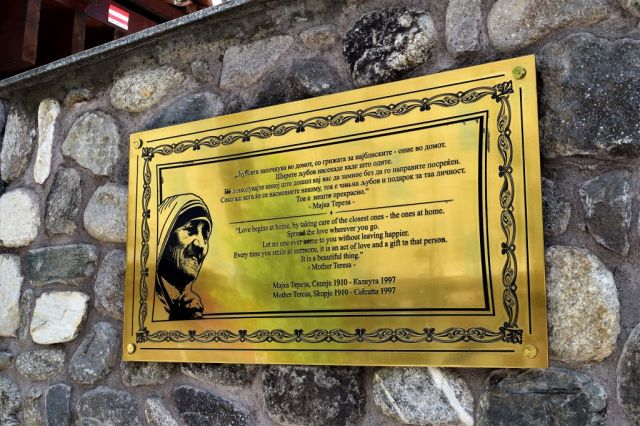 „Љубовта започнува во домот, со грижата за најблиските - оние во домот.
Ширете љубов насекаде каде што одите.
Не дозволувајте никој што дошол кај вас да замине без да го направите посреќен.
Секогаш кога ќе се насмевнете некому, тоа е чиња љубов и подарок за таа личност.
Тоа е нешто прекрасно.“
- Мајка Тереза -
“Love begins at home, by taking care of the closest ones - the ones at home.
Spread the love wherever you go.
Let no one ever come to you without leaving happier.
Every time you smile at someone, it is an act of love and a gift to that person.
It is a beautiful thing.”
- Mother Teresa -
Мајка Тереза, Скопје 1910 - Калкута 1997
Mother Teresa, Skopje 1910 - Calcutta 1997